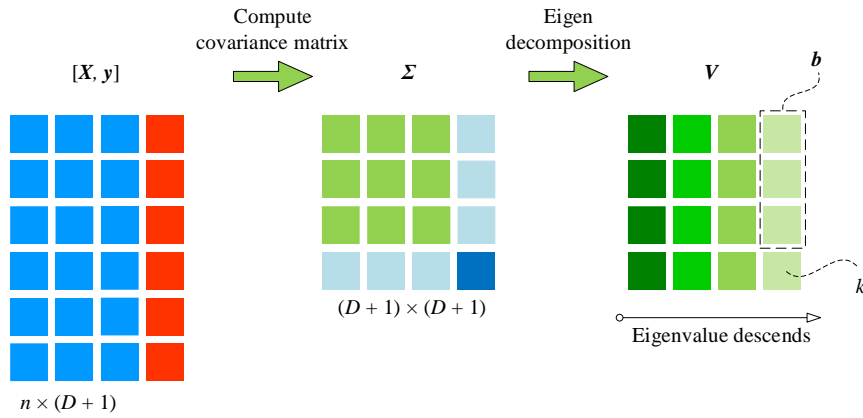 Compute
covariance matrix
Eigen
decomposition
[X, y]
Σ
V
b
k
(D + 1) × (D + 1)
Eigenvalue descends
n × (D + 1)